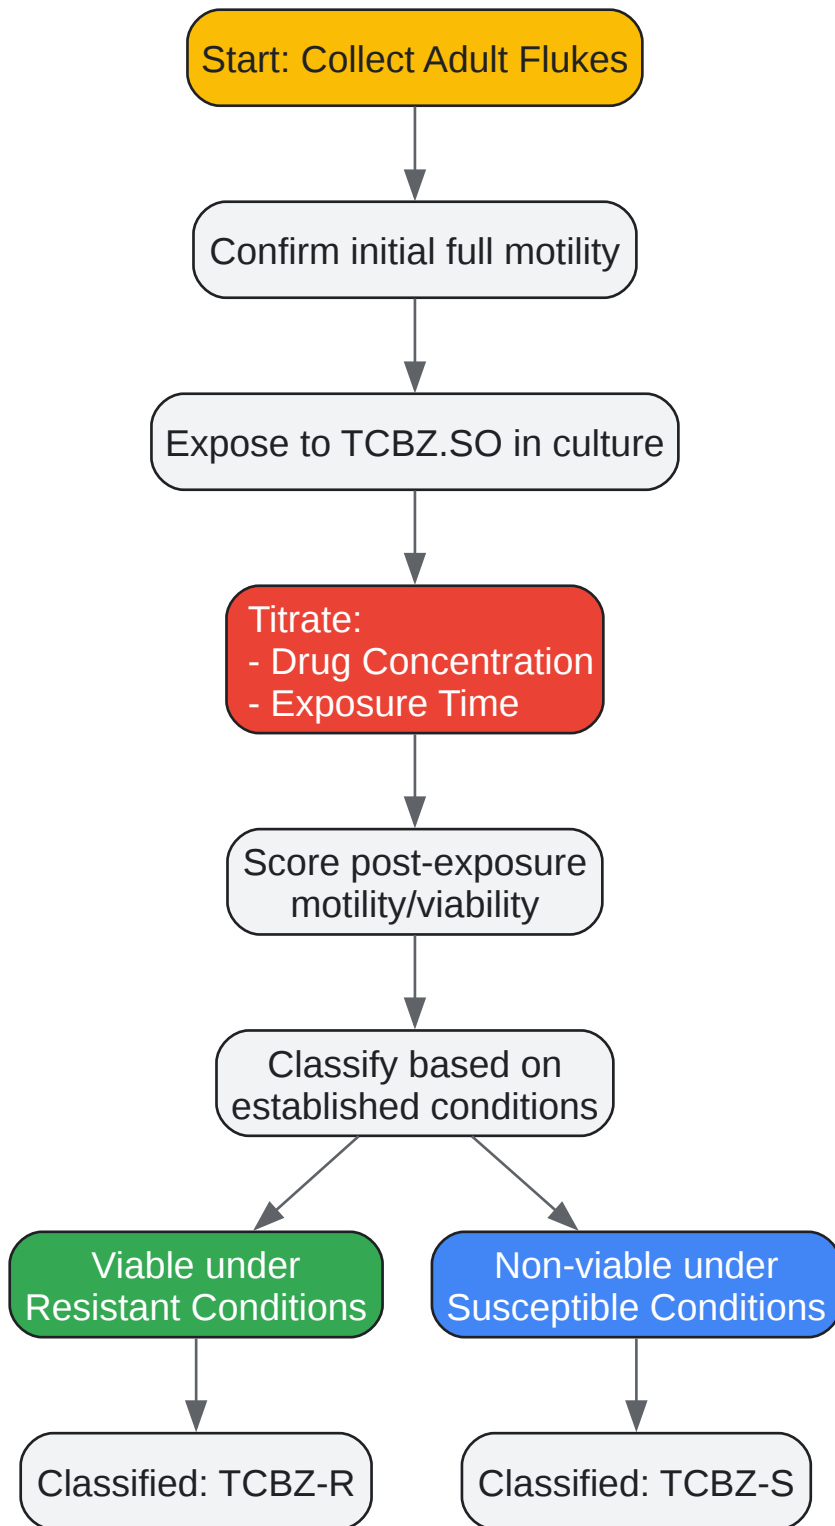 Start: Collect Adult Flukes
Confirm initial full motility
Expose to TCBZ.SO in culture
Titrate:
- Drug Concentration
- Exposure Time
Score post-exposure
motility/viability
Classify based on
established conditions
Viable under
Resistant Conditions
Non-viable under
Susceptible Conditions
Classified: TCBZ-R
Classified: TCBZ-S